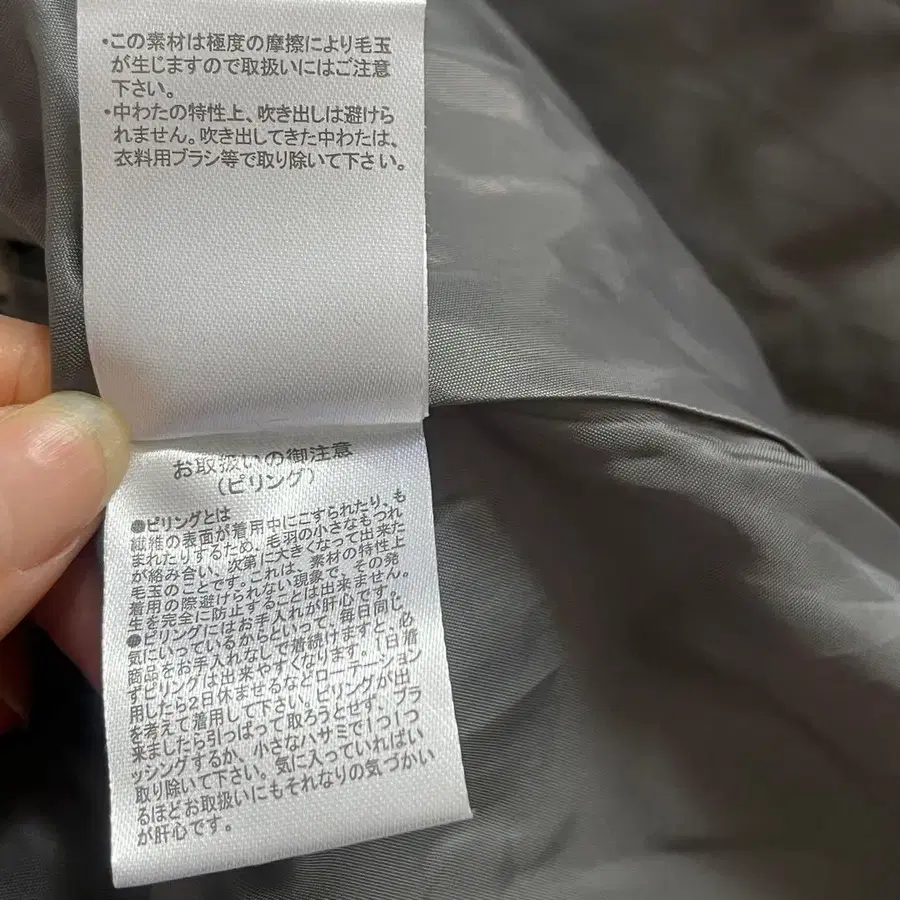 ・この素材は極度の摩擦により毛玉
が生じますので取扱いにはご注意
下さい。
・中わたの特性上、吹き出しは避けら
れません。吹き出してきた中わたは、
衣料用ブラシ等で取り除いて下さい。
お取扱いの御注意
(ピリング)
●ピリングとは
繊維の表面が着用中にこすられたり、も
まれたりするため、毛羽の小さなもつれ
が絡み合い、次第に大きくなって出来た
毛玉のことです。これは、素材の特性上
着用の際避けられない現象で、その発
生を完全に防止することは出来ません。
●ピリングにはお手入れが肝心です。
気にいっているからといって、毎日同じ
商品をお手入れなしで着続けますと、必
ずピリングは出来やすくなります。1日着
用したら2日休ませるなどローテーション
を考えて着用して下さい。ピリングが出
来ましたら引っぱって取ろうとせず、ブラ
ッシングするか、小さなハサミで1つ1つ
取り除いて下さい。気に入っていればい
るほどお取扱いにもそれなりの気づかい
が肝心です。